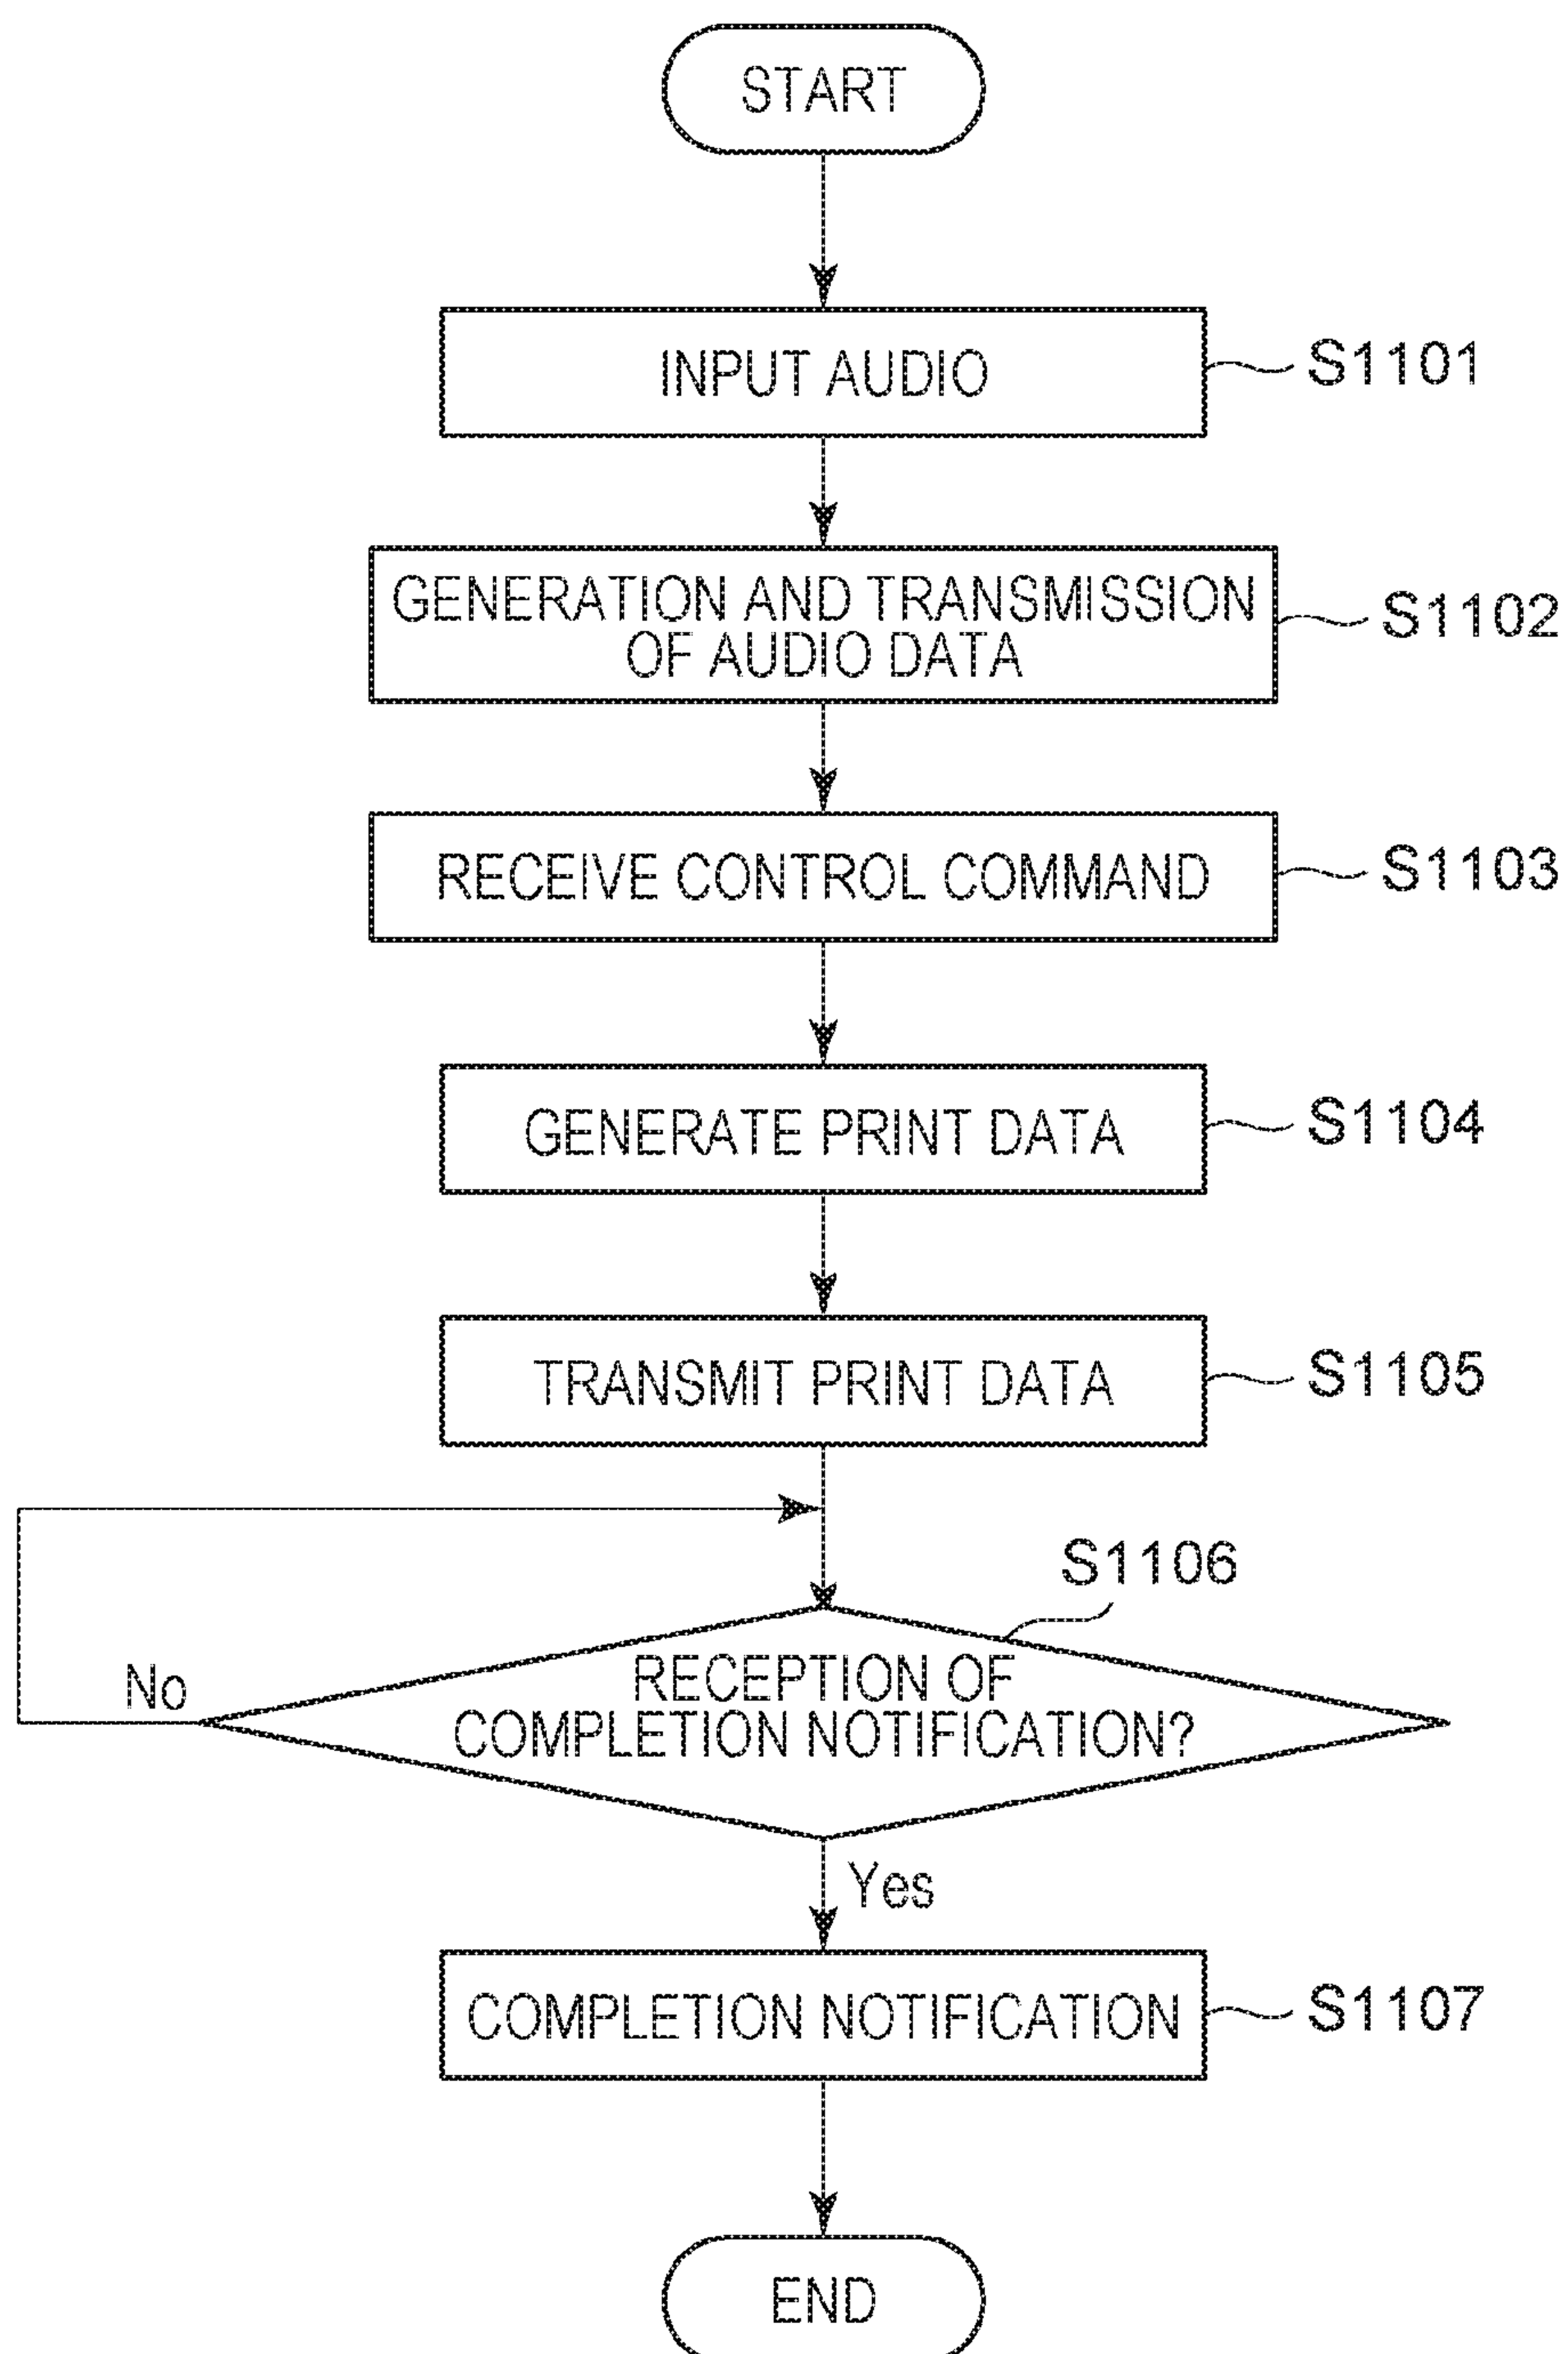 START
INPUT AUDIO
S1101
GENERATION AND TRANSMISSION
OF AUDIO DATA
S1102
RECEIVE CONTROL COMMAND
S1103
GENERATE PRINT DATA
S1104
TRANSMIT PRINT DATA
S1105
S1106
RECEPTION OF
COMPLETION NOTIFICATION?
No
Yes
COMPLETION NOTIFICATION
S1107
END